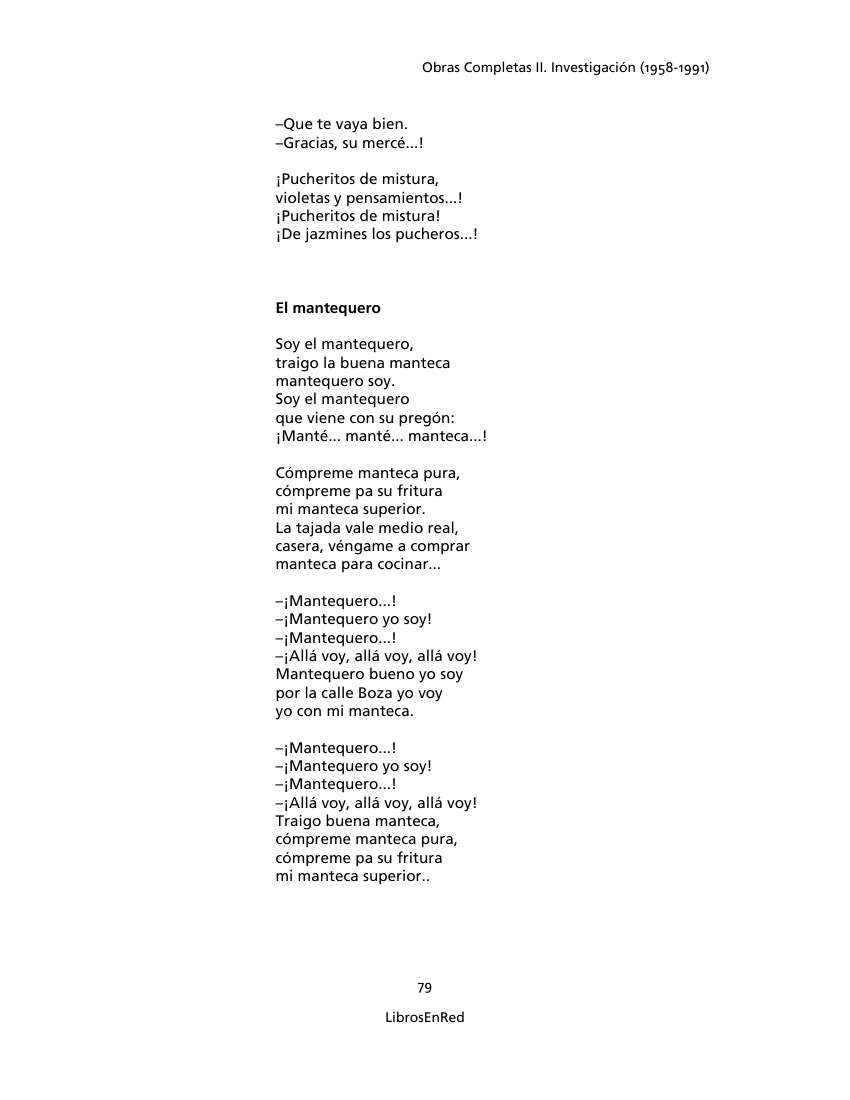 Obras Completas II. Investigación (1958-1991)
–Que te vaya bien.
–Gracias, su mercé...!
¡Pucheritos de mistura,
violetas y pensamientos...!
¡Pucheritos de mistura!
¡De jazmines los pucheros...!
El mantequero
Soy el mantequero,
traigo la buena manteca
mantequero soy.
Soy el mantequero
que viene con su pregón:
¡Manté... manté... manteca...!
Cómpreme manteca pura,
cómpreme pa su fritura
mi manteca superior.
La tajada vale medio real,
casera, véngame a comprar
manteca para cocinar...
–¡Mantequero...!
–¡Mantequero yo soy!
–¡Mantequero...!
–¡Allá voy, allá voy, allá voy!
Mantequero bueno yo soy
por la calle Boza yo voy
yo con mi manteca.
–¡Mantequero...!
–¡Mantequero yo soy!
–¡Mantequero...!
–¡Allá voy, allá voy, allá voy!
Traigo buena manteca,
cómpreme manteca pura,
cómpreme pa su fritura
mi manteca superior..
79
LibrosEnRed